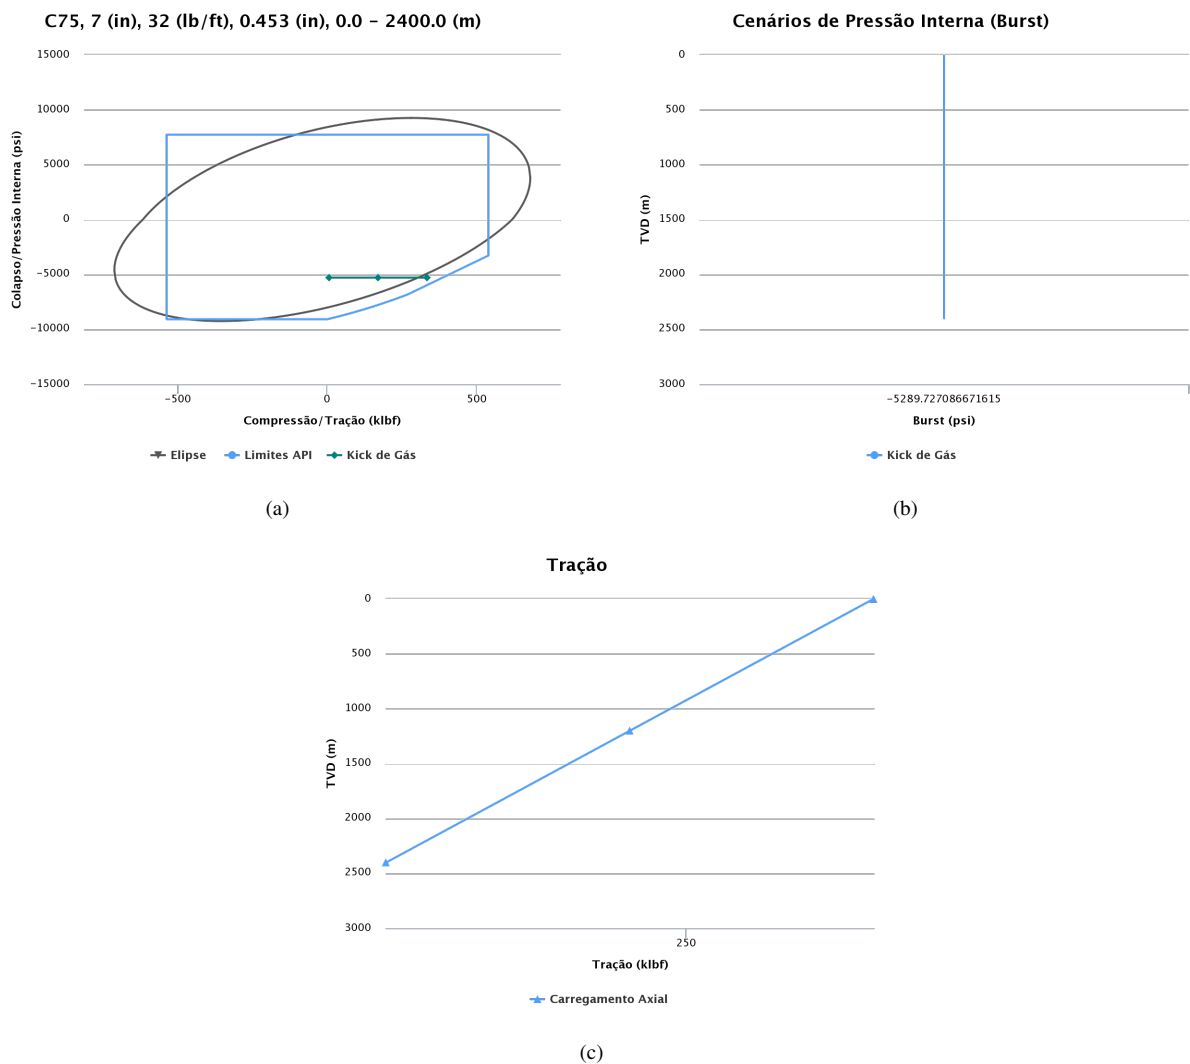 C75, 7 (in), 32 (lb/ft), 0.453 (in), 0.0 - 2400.0 (m)
15000
10000
5000
0
-5000
-10000
-15000
Colapso/Pressão Interna (psi)
-500
0
500
Compressão/Tração (klbf)
Elipse
Limites API
Kick de Gás
(a)
Cenários de Pressão Interna (Burst)
0
500
1000
1500
2000
2500
3000
TVD (m)
-5289.727086671615
Burst (psi)
Kick de Gás
(b)
Tração
0
500
1000
1500
2000
2500
3000
TVD (m)
250
Tração (klbf)
Carregamento Axial
(c)